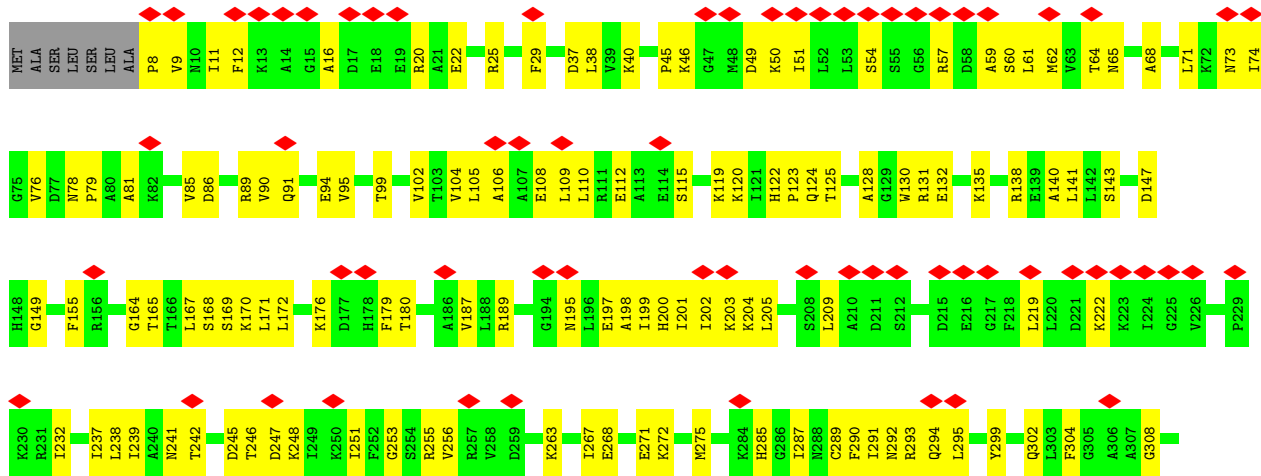 MET ALA SER LEU SER LEU ALA P8 V9 N10 I11 F12 K13 A14 G15 A16 D17 E18 E19 R20 A21 E22 R25 F29 D37 L38 V39 K40 P45 K46 G47 M48 D49 K50 I51 L52 L53 S54 S55 G56 R57 D58 A59 S60 L61 M62 V63 T64 N65 A68 L71 K72 N73 I74
G75 V76 D77 N78 P79 A80 A81 K82 V85 D86 R89 V90 Q91 E94 V95 T99 V102 T103 V104 L105 A106 A107 E108 L109 L110 R111 E112 A113 E114 S115 K119 K120 I121 H122 P123 Q124 T125 A128 G129 W130 R131 E132 K135 R138 E139 A140 L141 L142 S143 D147
H148 G149 F155 R156 G164 T165 T166 L167 S168 S169 K170 L171 L172 K176 D177 H178 F179 T180 A186 V187 L188 R189 G194 N195 L196 E197 A198 I199 H200 I201 I202 K203 K204 L205 S208 L209 A210 D211 S212 D215 E216 G217 F218 L219 L220 D221 K222 K223 I224 G225 V226 P229
K230 R231 I232 I237 L238 I239 A240 N241 T242 D245 T246 D247 K248 I249 K250 F252 G253 S254 R255 V256 R257 V258 D259 K263 I267 E268 E271 K272 M275 K284 H285 G286 I287 N288 C289 F290 I291 N292 R293 Q294 L295 Y299 Q302 L303 F304 G305 A306 A307 G308